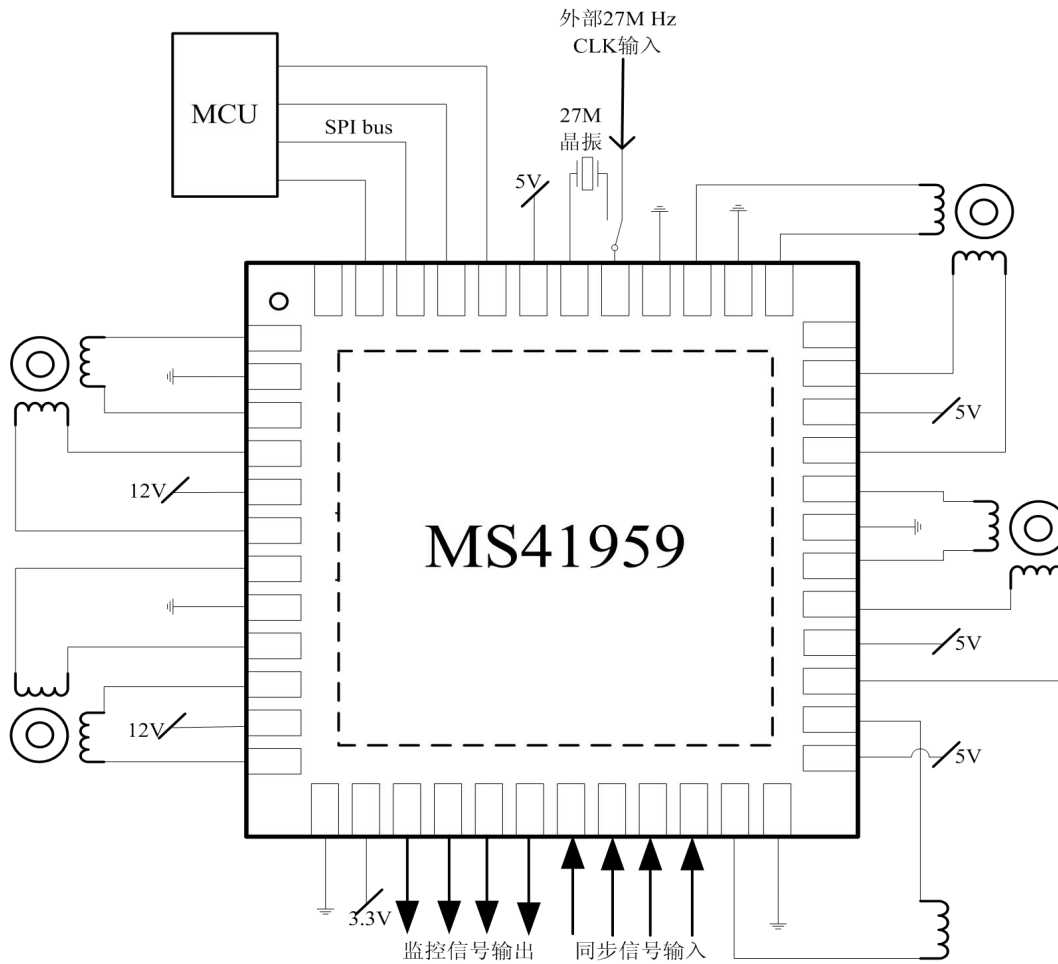 外部27M Hz
CLK输入
MCU
SPI bus
27M
晶振
5V
5V
12V
MS41959
5V
12V
5V
3.3V
监控信号输出
同步信号输入